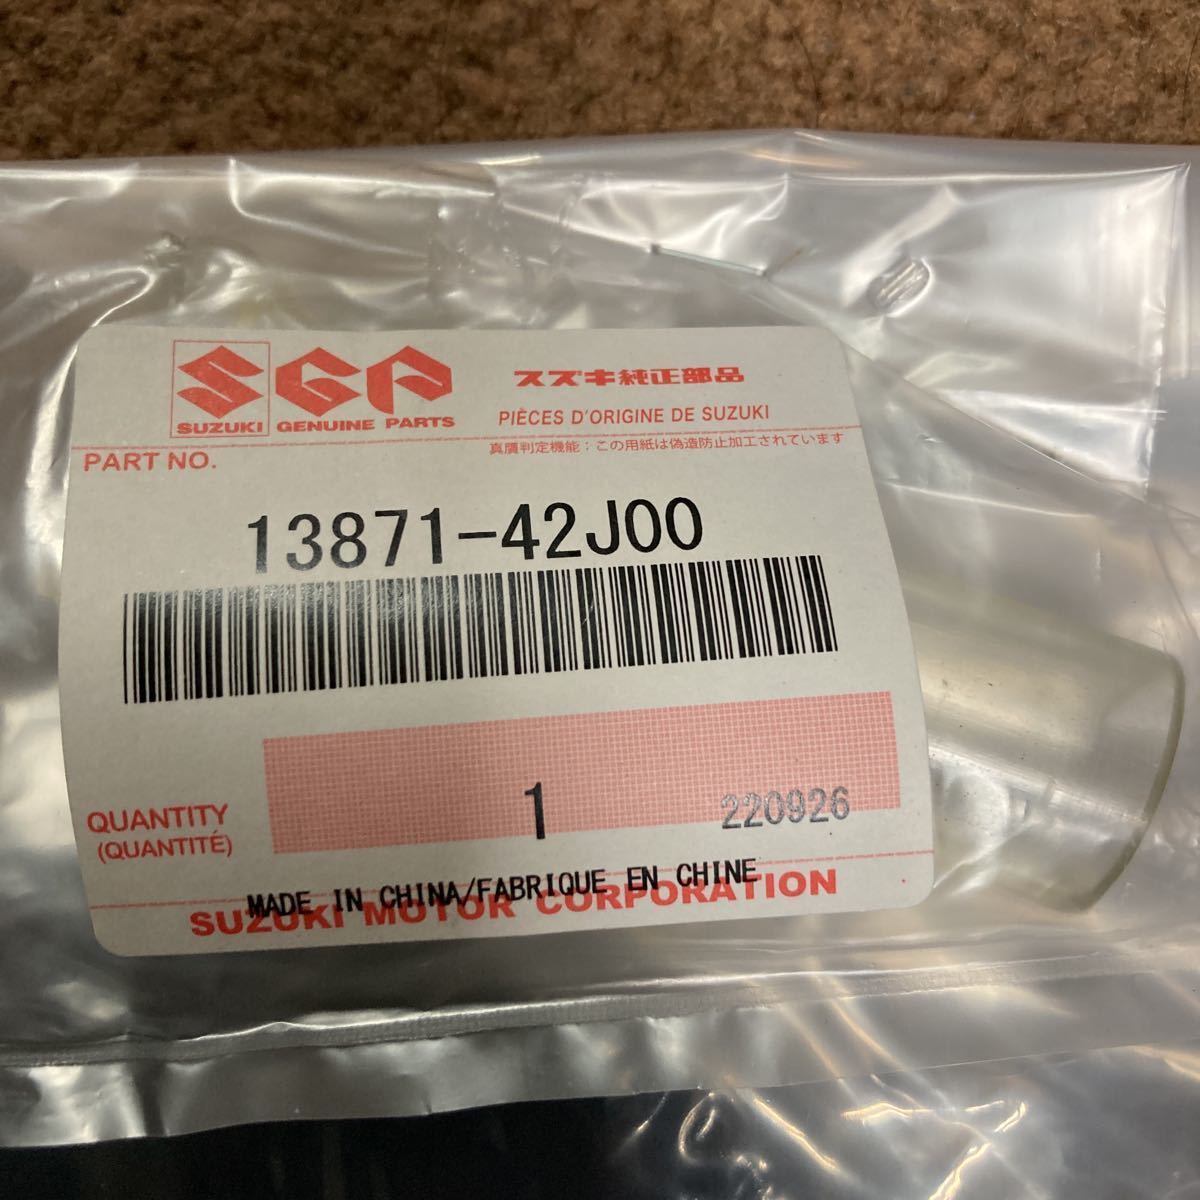 SGP
SUZUKI GENUINE PARTS
スズキ純正部品
PIÈCES D'ORIGINE DE SUZUKI
真贋判定機能：この用紙は偽造防止加工されています
PART NO.
13871-42J00
QUANTITY
(QUANTITÉ)
1
220926
MADE IN CHINA/FABRIQUE EN CHINE
SUZUKI MOTOR CORPORATION